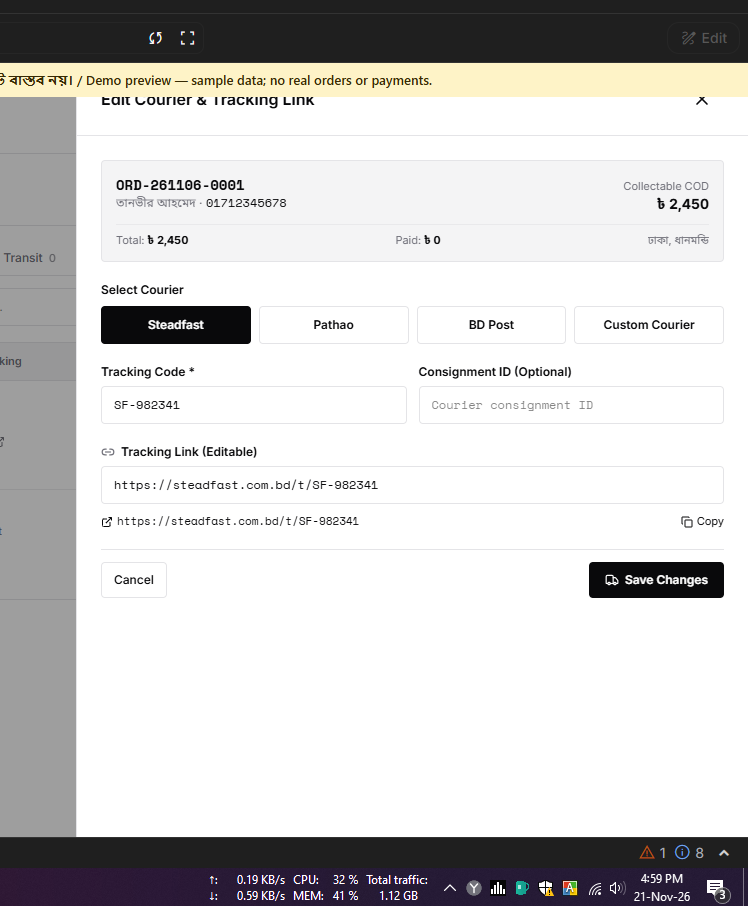 Edit
বাস্তব নয়। / Demo preview — sample data; no real orders or payments.
Edit Courier & Tracking Link
ORD-261106-0001
Collectable COD
তানভীর আহমেদ · 01712345678
৳ 2,450
Total: ৳ 2,450
Paid: ৳ 0
ঢাকা, ধানমন্ডি
Transit 0
Select Courier
Steadfast
Pathao
BD Post
Custom Courier
Tracking Code *
Consignment ID (Optional)
SF-982341
Courier consignment ID
Tracking Link (Editable)
https://steadfast.com.bd/t/SF-982341
https://steadfast.com.bd/t/SF-982341
Copy
Cancel
Save Changes
1
8
↑: 0.19 KB/s CPU: 32 % Total traffic:
↓: 0.59 KB/s MEM: 41 % 1.12 GB
4:59 PM
21-Nov-26
3